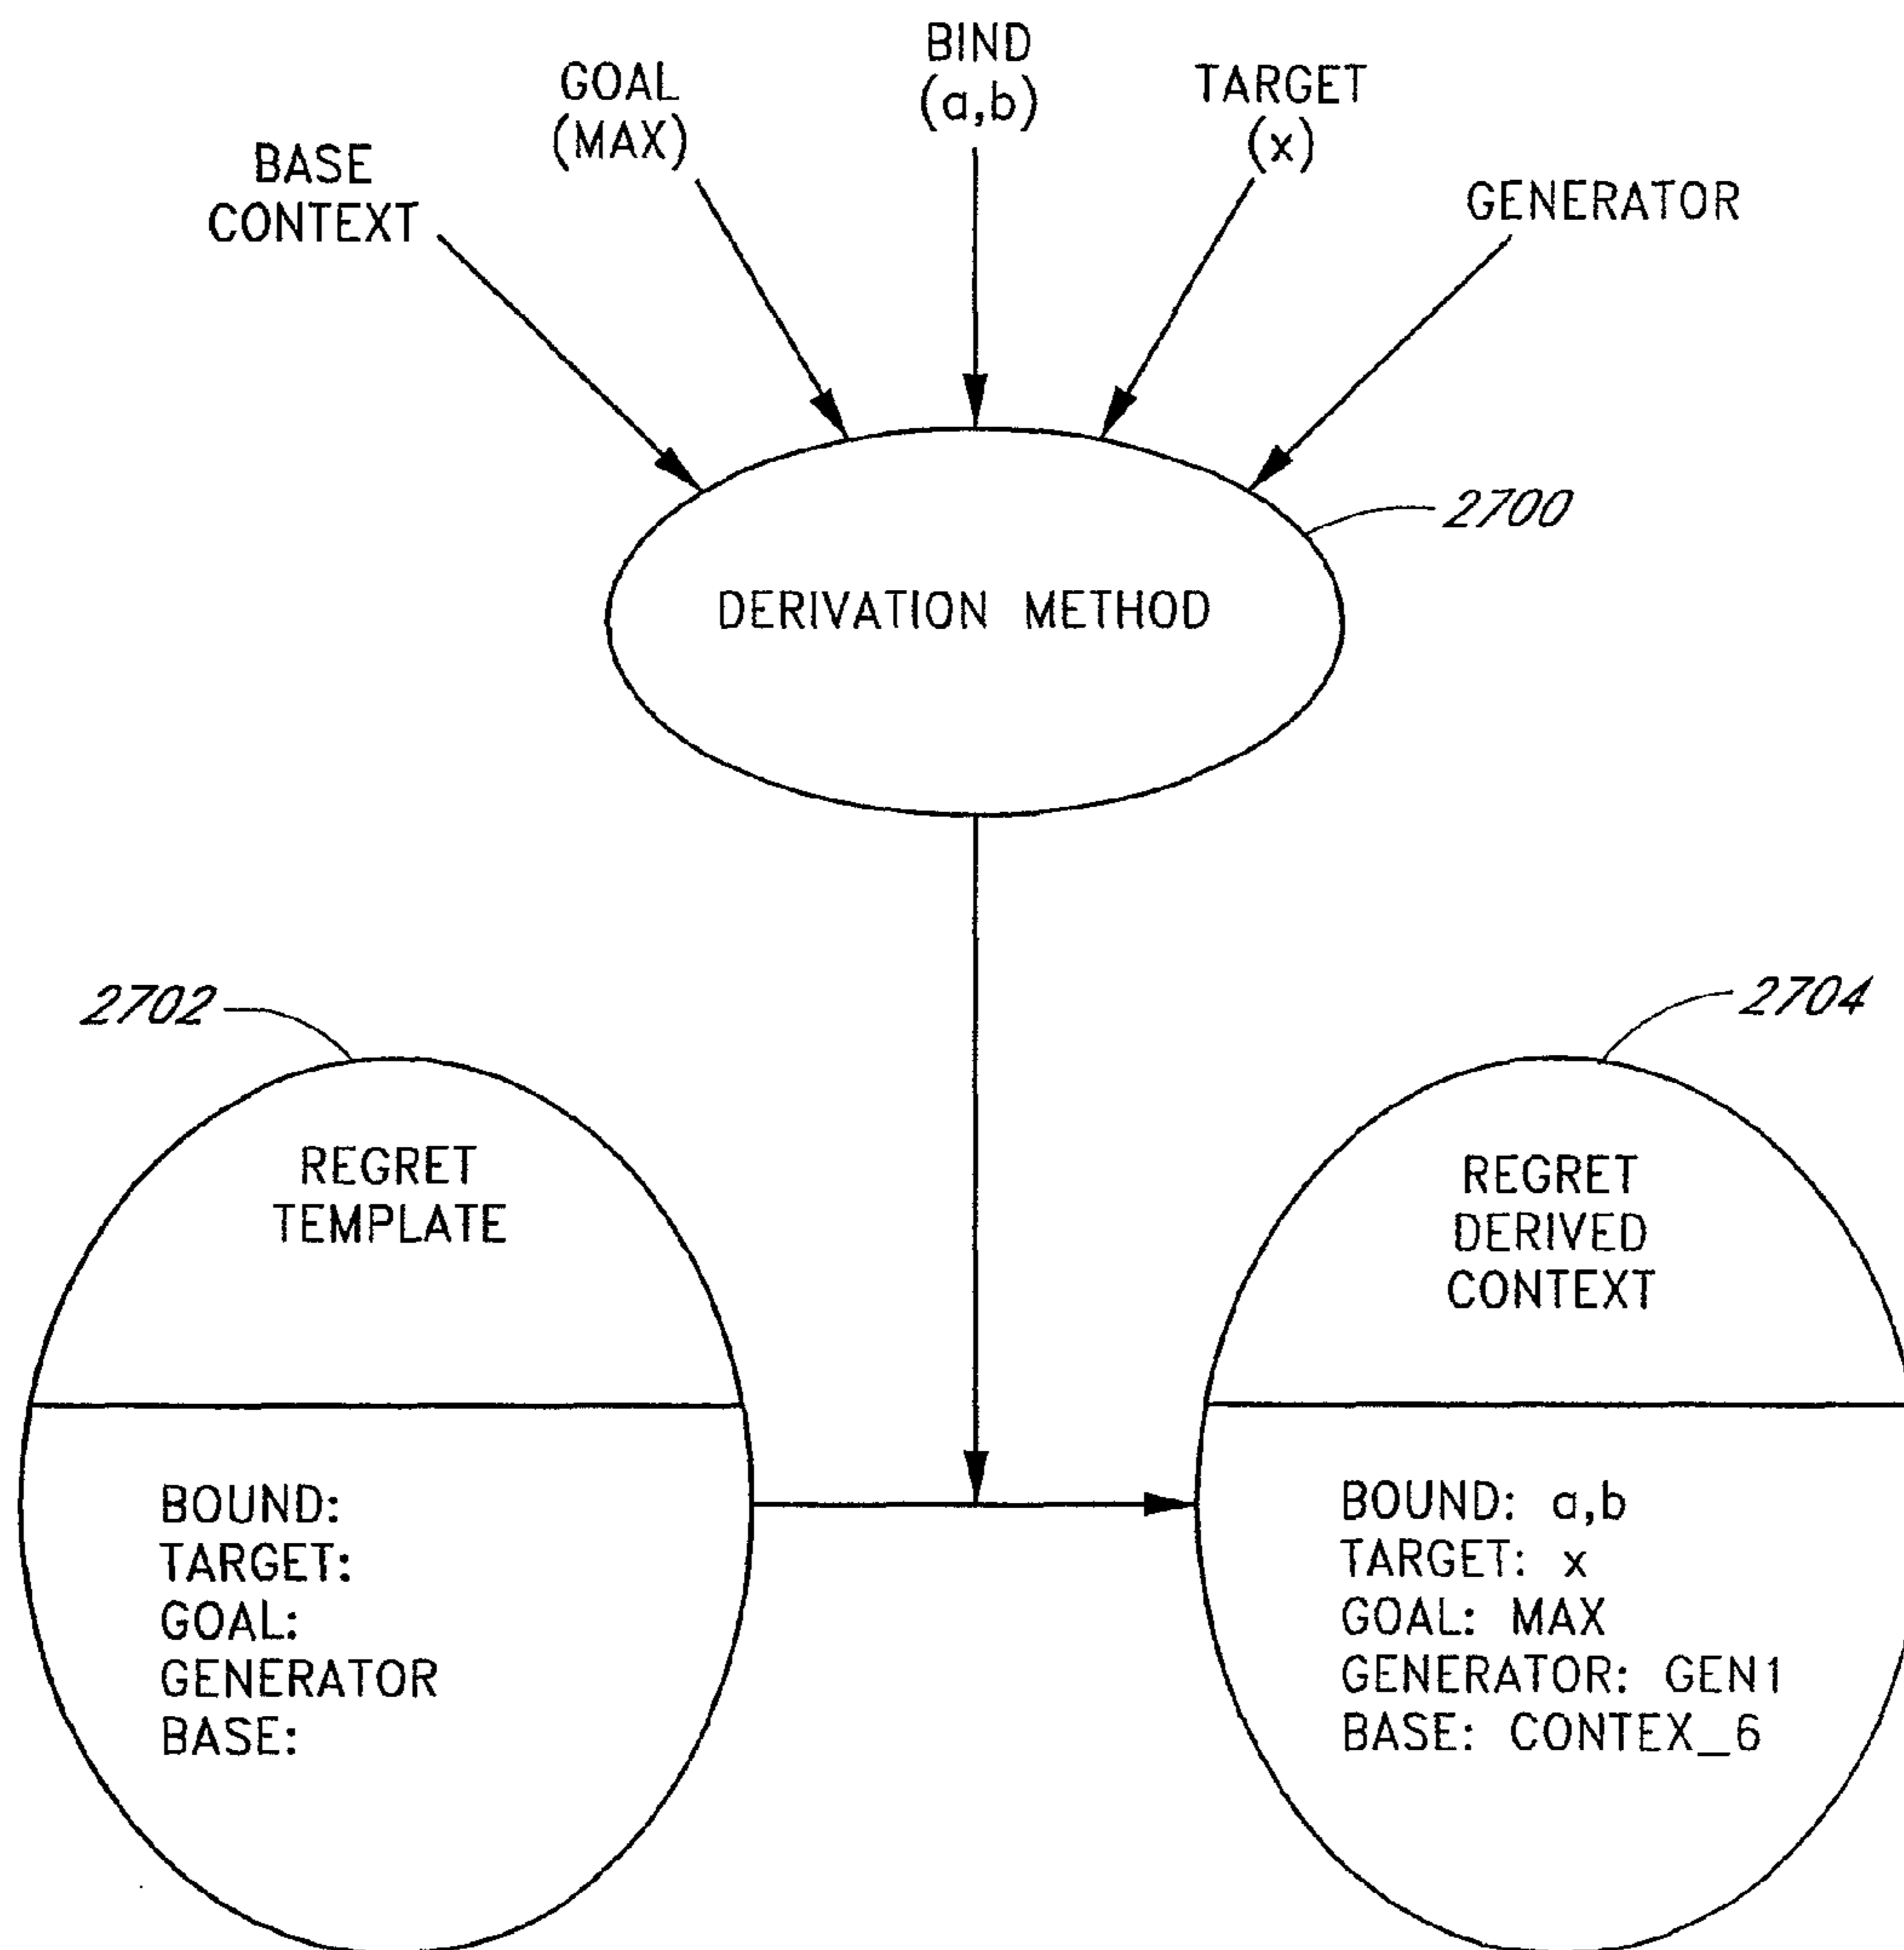 BIND
(a,b)
GOAL
(MAX)
TARGET
(x)
BASE
CONTEXT
GENERATOR
2700
DERIVATION METHOD
2702
2704
REGRET
TEMPLATE
REGRET
DERIVED
CONTEXT
BOUND:
TARGET:
GOAL:
GENERATOR
BASE:
BOUND: a,b
TARGET: x
GOAL: MAX
GENERATOR: GEN1
BASE: CONTEX_6